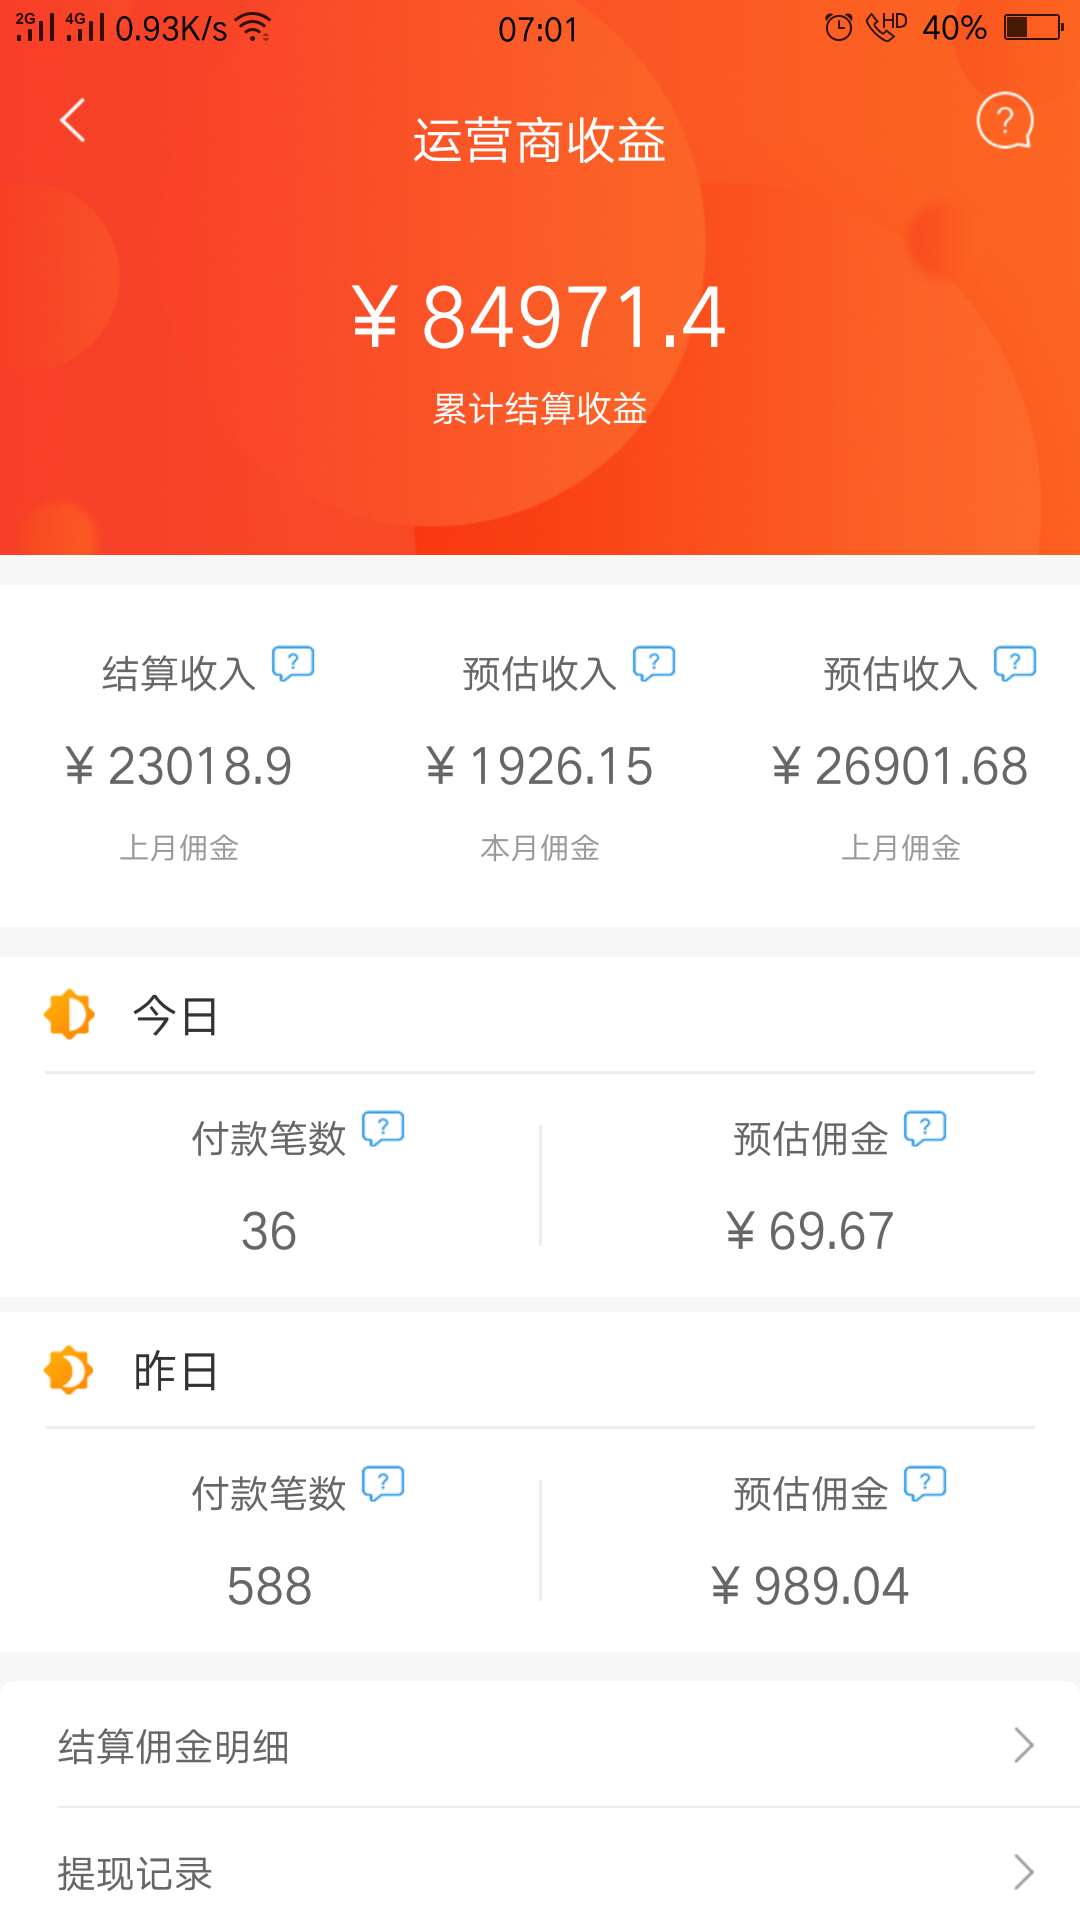 2G 4G 0.93K/s 07:01 HD 40%
运营商收益
¥ 84971.4
累计结算收益
结算收入 预估收入 预估收入
¥ 23018.9 ¥ 1926.15 ¥ 26901.68
上月佣金 本月佣金 上月佣金
今日
付款笔数 预估佣金
36 ¥ 69.67
昨日
付款笔数 预估佣金
588 ¥ 989.04
结算佣金明细
提现记录